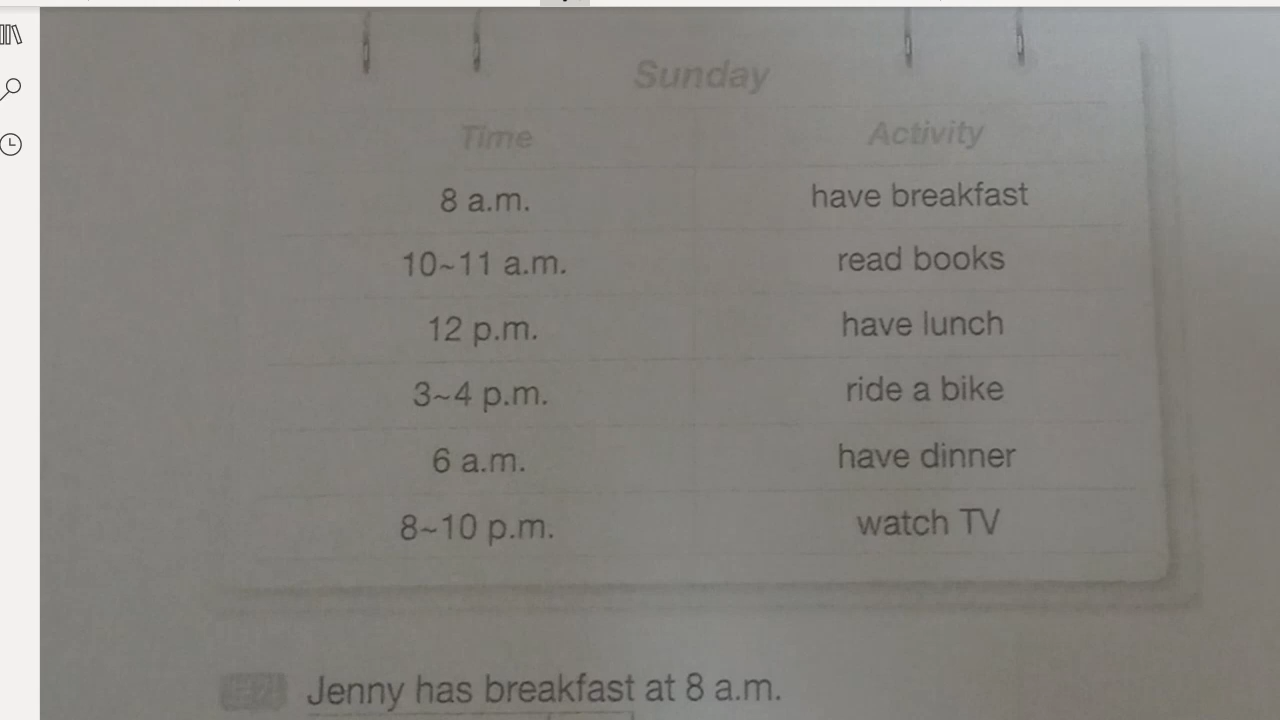 Sunday
Time Activity
8 a.m. have breakfast
10~11 a.m. read books
12 p.m. have lunch
3~4 p.m. ride a bike
6 a.m. have dinner
8~10 p.m. watch TV
Jenny has breakfast at 8 a.m.